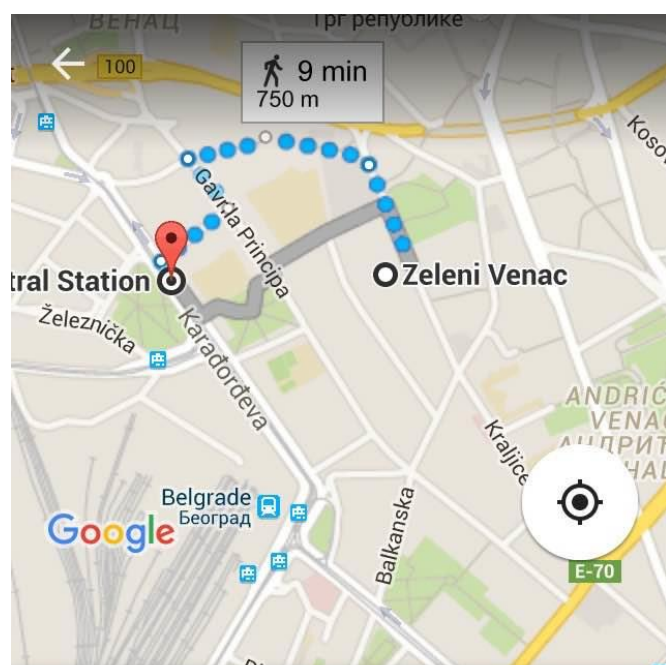 ВЕНАЦ
Трг републике
100
9 min
750 m
Kosov
Gavrila Principa
tral Station
Zeleni Venac
Železnička
Karađorđeva
ANDRIĆ
VENAC
АНДРИЋ
Kraljice
Belgrade
Београд
Google
Balkanska
E-70